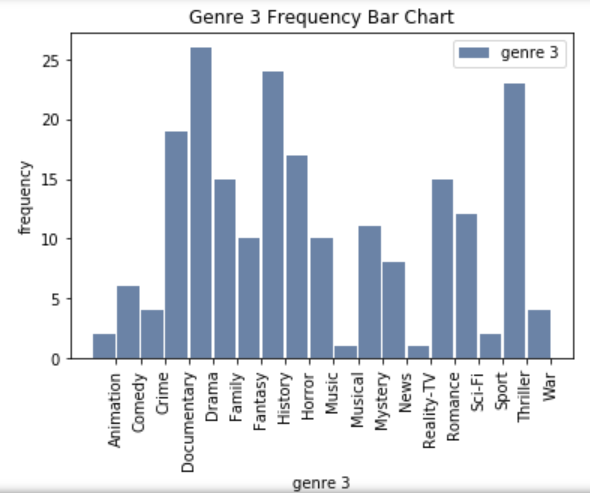 Genre 3 Frequency Bar Chart
genre 3
25
20
15
10
5
0
frequency
Animation
Comedy
Crime
Documentary
Drama
Family
Fantasy
History
Horror
Music
Musical
Mystery
News
Reality-TV
Romance
Sci-Fi
Sport
Thriller
War
genre 3